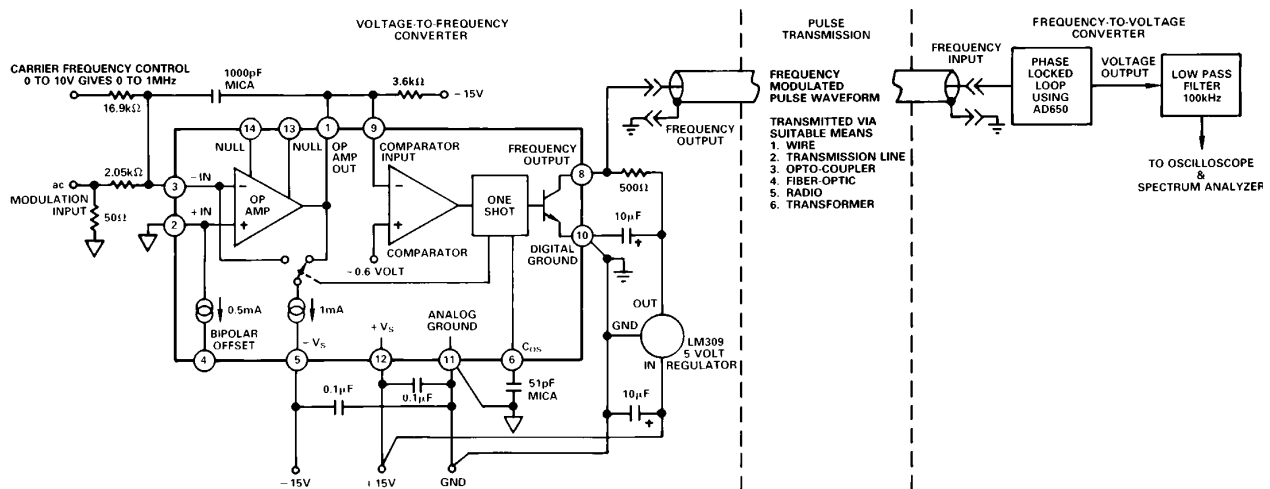 VOLTAGE-TO-FREQUENCY
CONVERTER
PULSE
TRANSMISSION
FREQUENCY-TO-VOLTAGE
CONVERTER
CARRIER FREQUENCY CONTROL
0 TO 10V GIVES 0 TO 1MHz
16.9kΩ
1000pF
MICA
3.6kΩ
-15V
14
13
1
9
NULL
NULL
OP
AMP
OUT
COMPARATOR
INPUT
ac
MODULATION
INPUT
2.05kΩ
50Ω
3
2
-IN
+IN
-
+
OP
AMP
-
+
COMPARATOR
-0.6 VOLT
ONE
SHOT
FREQUENCY
OUTPUT
8
10
DIGITAL
GROUND
500Ω
10μF
+
FREQUENCY OUTPUT
0.5mA
1mA
BIPOLAR
OFFSET
-VS
+VS
ANALOG
GROUND
COS
4
5
12
11
6
0.1μF
0.1μF
51pF
MICA
OUT
GND
IN
LM309
5 VOLT
REGULATOR
10μF
+
-15V
+15V
GND
FREQUENCY
MODULATED
PULSE WAVEFORM
TRANSMITTED VIA
SUITABLE MEANS
1. WIRE
2. TRANSMISSION LINE
3. OPTO-COUPLER
4. FIBER-OPTIC
5. RADIO
6. TRANSFORMER
FREQUENCY
INPUT
PHASE
LOCKED
LOOP
USING
AD650
VOLTAGE
OUTPUT
LOW PASS
FILTER
100kHz
TO OSCILLOSCOPE
&
SPECTRUM ANALYZER